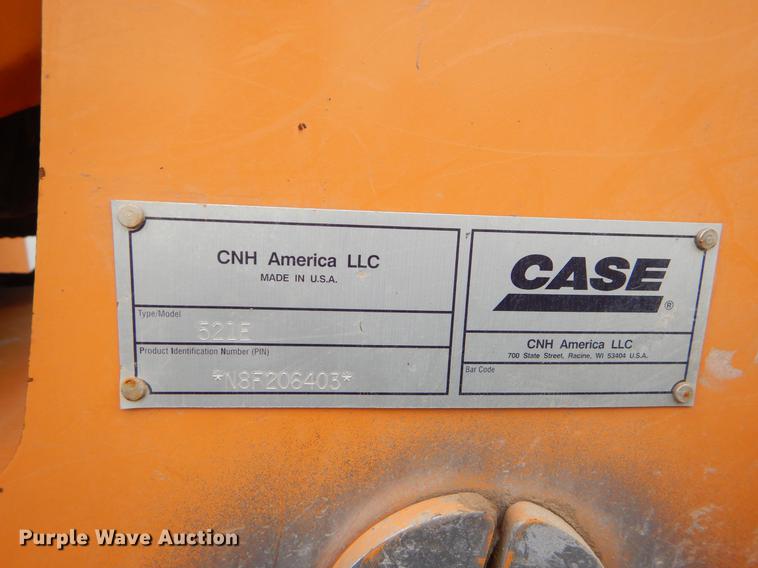 CNH America LLC
MADE IN U.S.A.
Type/Model
521E
Product Identification Number (PIN)
*N8F206403*
CASE
®
CNH America LLC
700 State Street, Racine, WI 53404 U.S.A.
Bar Code
Purple Wave Auction®